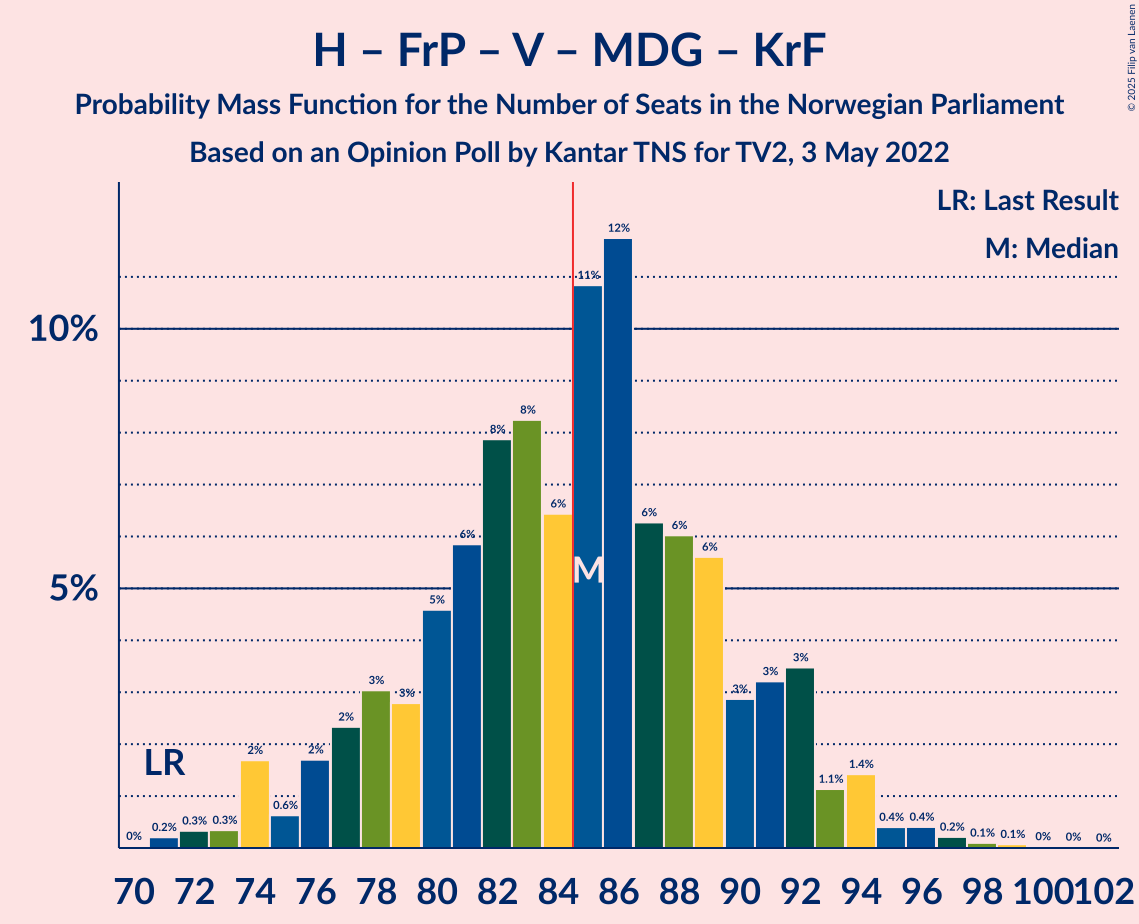 H – FrP – V – MDG – KrF
Probability Mass Function for the Number of Seats in the Norwegian Parliament
Based on an Opinion Poll by Kantar TNS for TV2, 3 May 2022
© 2025 Filip van Laenen
LR: Last Result
M: Median
10%
5%
LR
M
0% 0.2% 0.3% 0.3% 2% 0.6% 2% 2% 3% 3% 5% 6% 8% 8% 6% 11% 12% 6% 6% 6% 3% 3% 3% 1.1% 1.4% 0.4% 0.4% 0.2% 0.1% 0.1% 0% 0% 0%
70 72 74 76 78 80 82 84 86 88 90 92 94 96 98 100 102